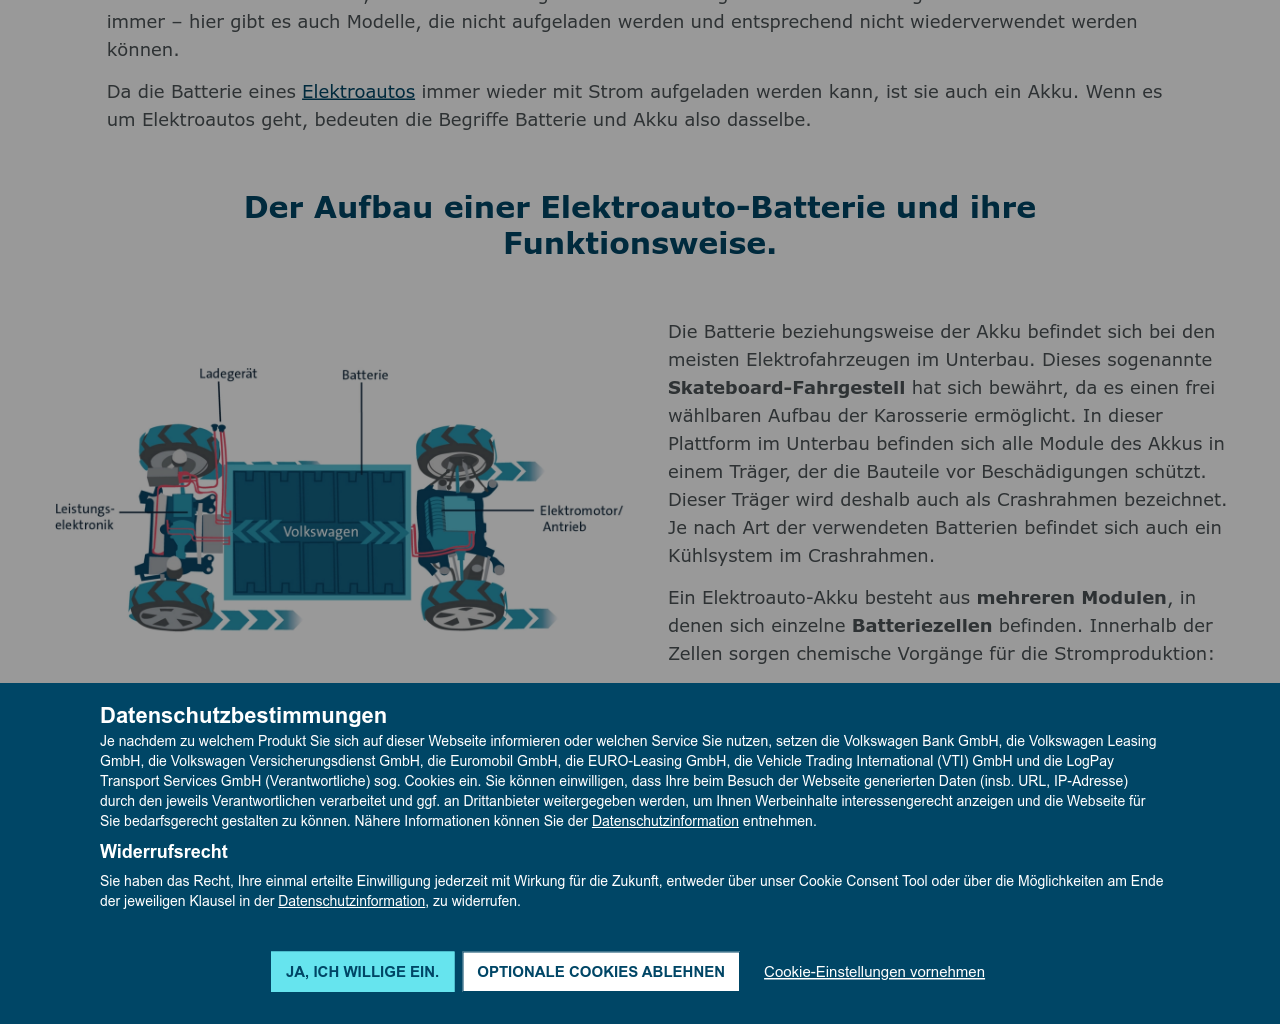 immer – hier gibt es auch Modelle, die nicht aufgeladen werden und entsprechend nicht wiederverwendet werden
können.
Da die Batterie eines Elektroautos immer wieder mit Strom aufgeladen werden kann, ist sie auch ein Akku. Wenn es
um Elektroautos geht, bedeuten die Begriffe Batterie und Akku also dasselbe.
Der Aufbau einer Elektroauto-Batterie und ihre
Funktionsweise.
Ladegerät
Batterie
Leistungs-
elektronik
Volkswagen
Elektromotor/
Antrieb
Die Batterie beziehungsweise der Akku befindet sich bei den
meisten Elektrofahrzeugen im Unterbau. Dieses sogenannte
Skateboard-Fahrgestell hat sich bewährt, da es einen frei
wählbaren Aufbau der Karosserie ermöglicht. In dieser
Plattform im Unterbau befinden sich alle Module des Akkus in
einem Träger, der die Bauteile vor Beschädigungen schützt.
Dieser Träger wird deshalb auch als Crashrahmen bezeichnet.
Je nach Art der verwendeten Batterien befindet sich auch ein
Kühlsystem im Crashrahmen.
Ein Elektroauto-Akku besteht aus mehreren Modulen, in
denen sich einzelne Batteriezellen befinden. Innerhalb der
Zellen sorgen chemische Vorgänge für die Stromproduktion:
Datenschutzbestimmungen
Je nachdem zu welchem Produkt Sie sich auf dieser Webseite informieren oder welchen Service Sie nutzen, setzen die Volkswagen Bank GmbH, die Volkswagen Leasing
GmbH, die Volkswagen Versicherungsdienst GmbH, die Euromobil GmbH, die EURO-Leasing GmbH, die Vehicle Trading International (VTI) GmbH und die LogPay
Transport Services GmbH (Verantwortliche) sog. Cookies ein. Sie können einwilligen, dass Ihre beim Besuch der Webseite generierten Daten (insb. URL, IP-Adresse)
durch den jeweils Verantwortlichen verarbeitet und ggf. an Drittanbieter weitergegeben werden, um Ihnen Werbeinhalte interessengerecht anzeigen und die Webseite für
Sie bedarfsgerecht gestalten zu können. Nähere Informationen können Sie der Datenschutzinformation entnehmen.
Widerrufsrecht
Sie haben das Recht, Ihre einmal erteilte Einwilligung jederzeit mit Wirkung für die Zukunft, entweder über unser Cookie Consent Tool oder über die Möglichkeiten am Ende
der jeweiligen Klausel in der Datenschutzinformation, zu widerrufen.
JA, ICH WILLIGE EIN.
OPTIONALE COOKIES ABLEHNEN
Cookie-Einstellungen vornehmen